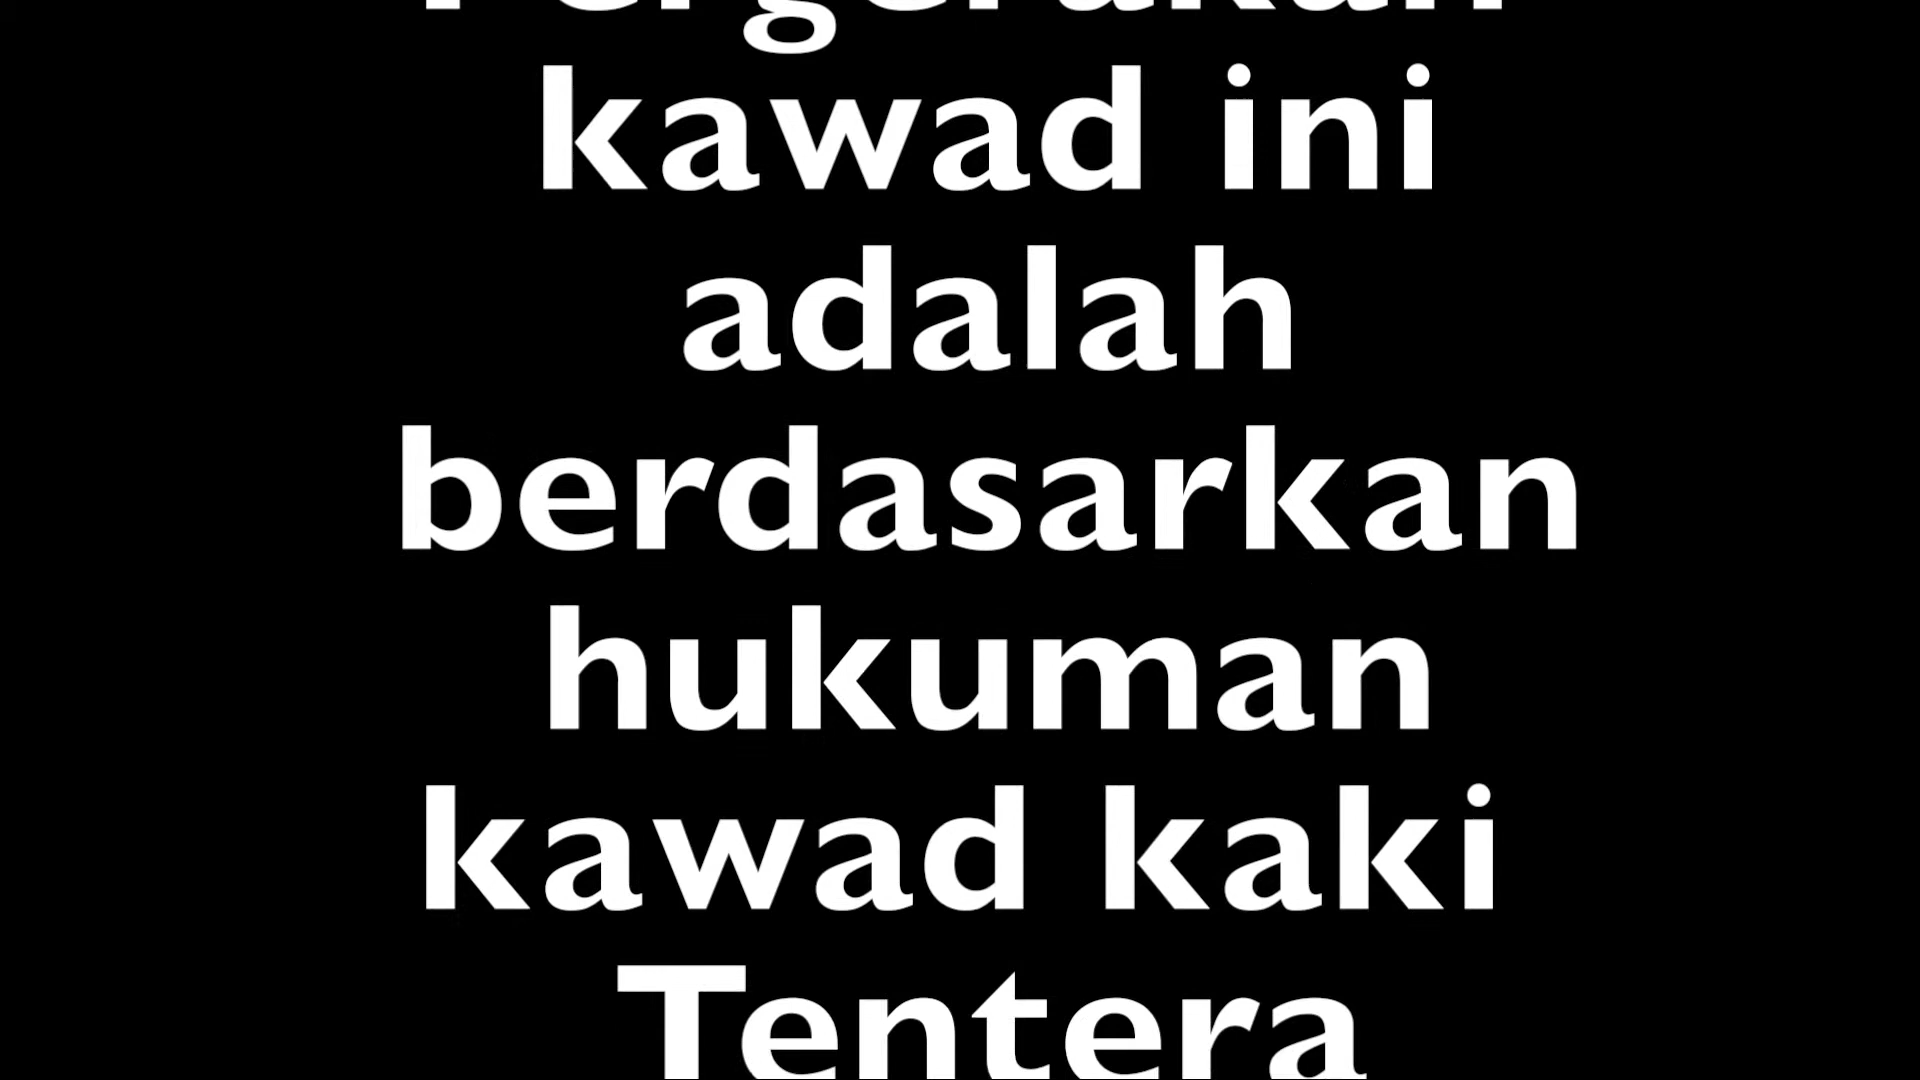 Pergerakan
kawad ini
adalah
berdasarkan
hukuman
kawad kaki
Tentera